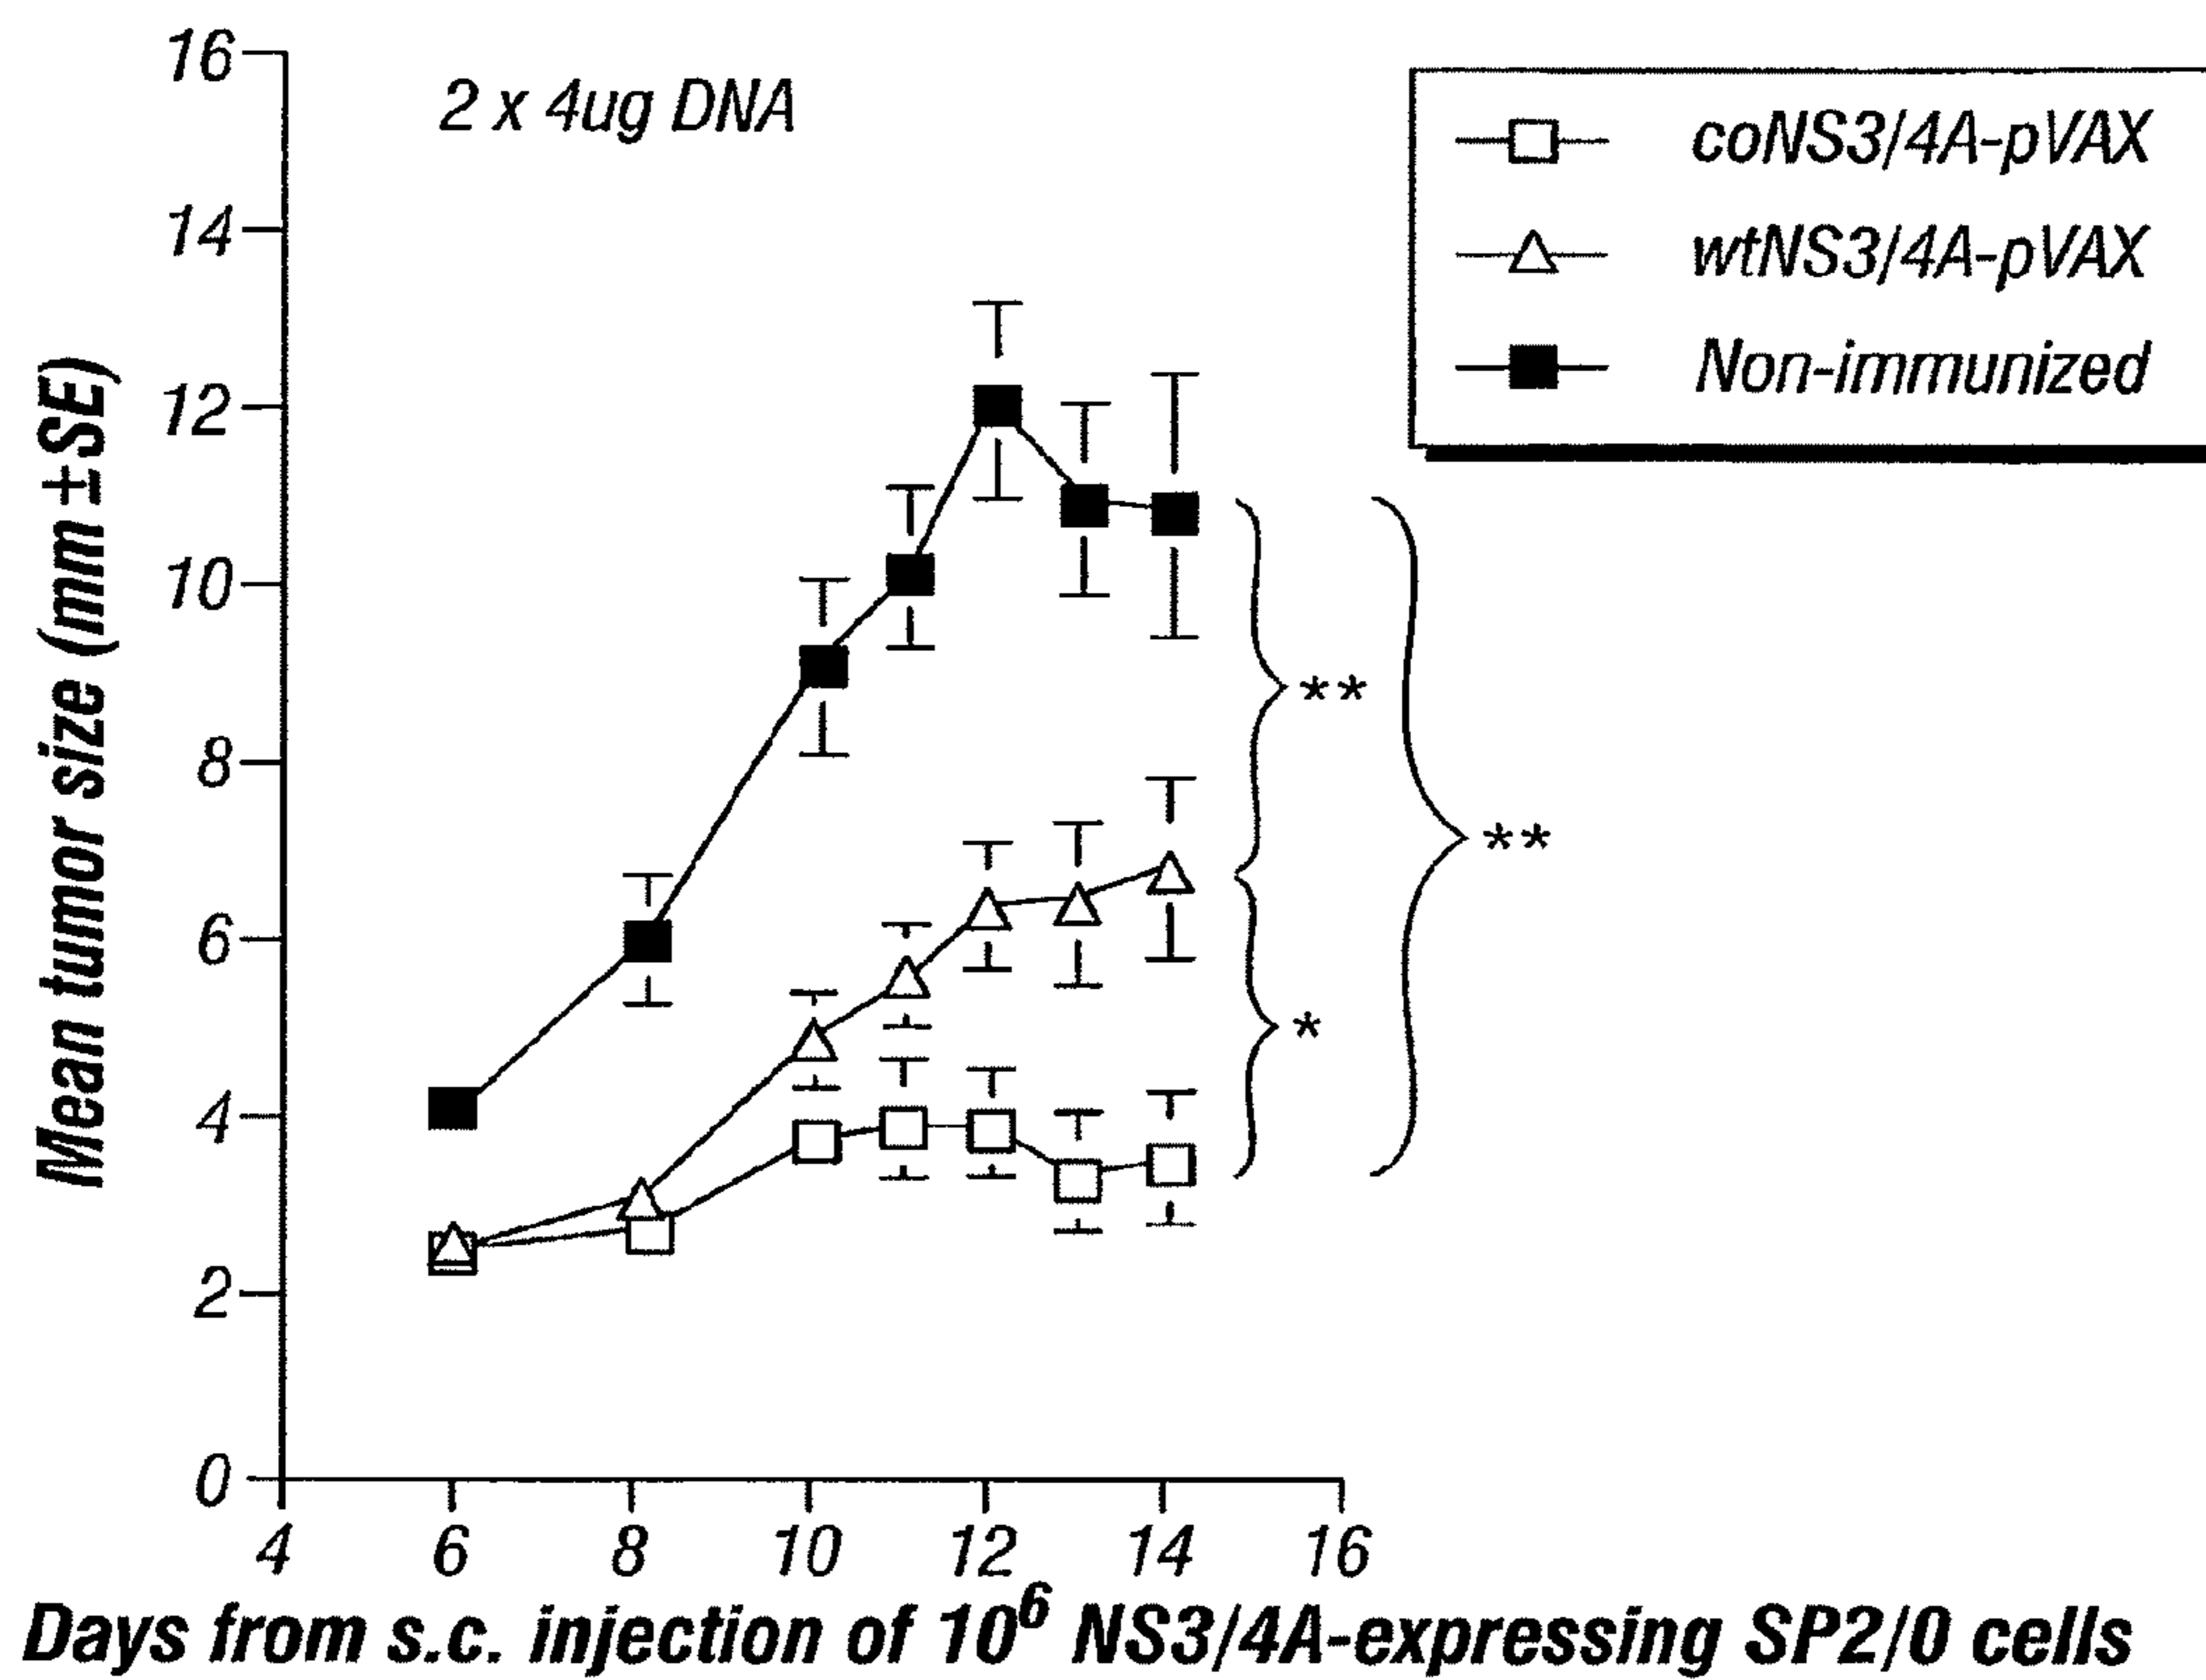 16
2 x 4ug DNA
coNS3/4A-pVAX
14
wtNS3/4A-pVAX
Non-immunized
12
10
8
6
4
2
0
Mean tumor size (mm ±SE)
**
**
*
4 6 8 10 12 14 16
Days from s.c. injection of 10⁶ NS3/4A-expressing SP2/0 cells